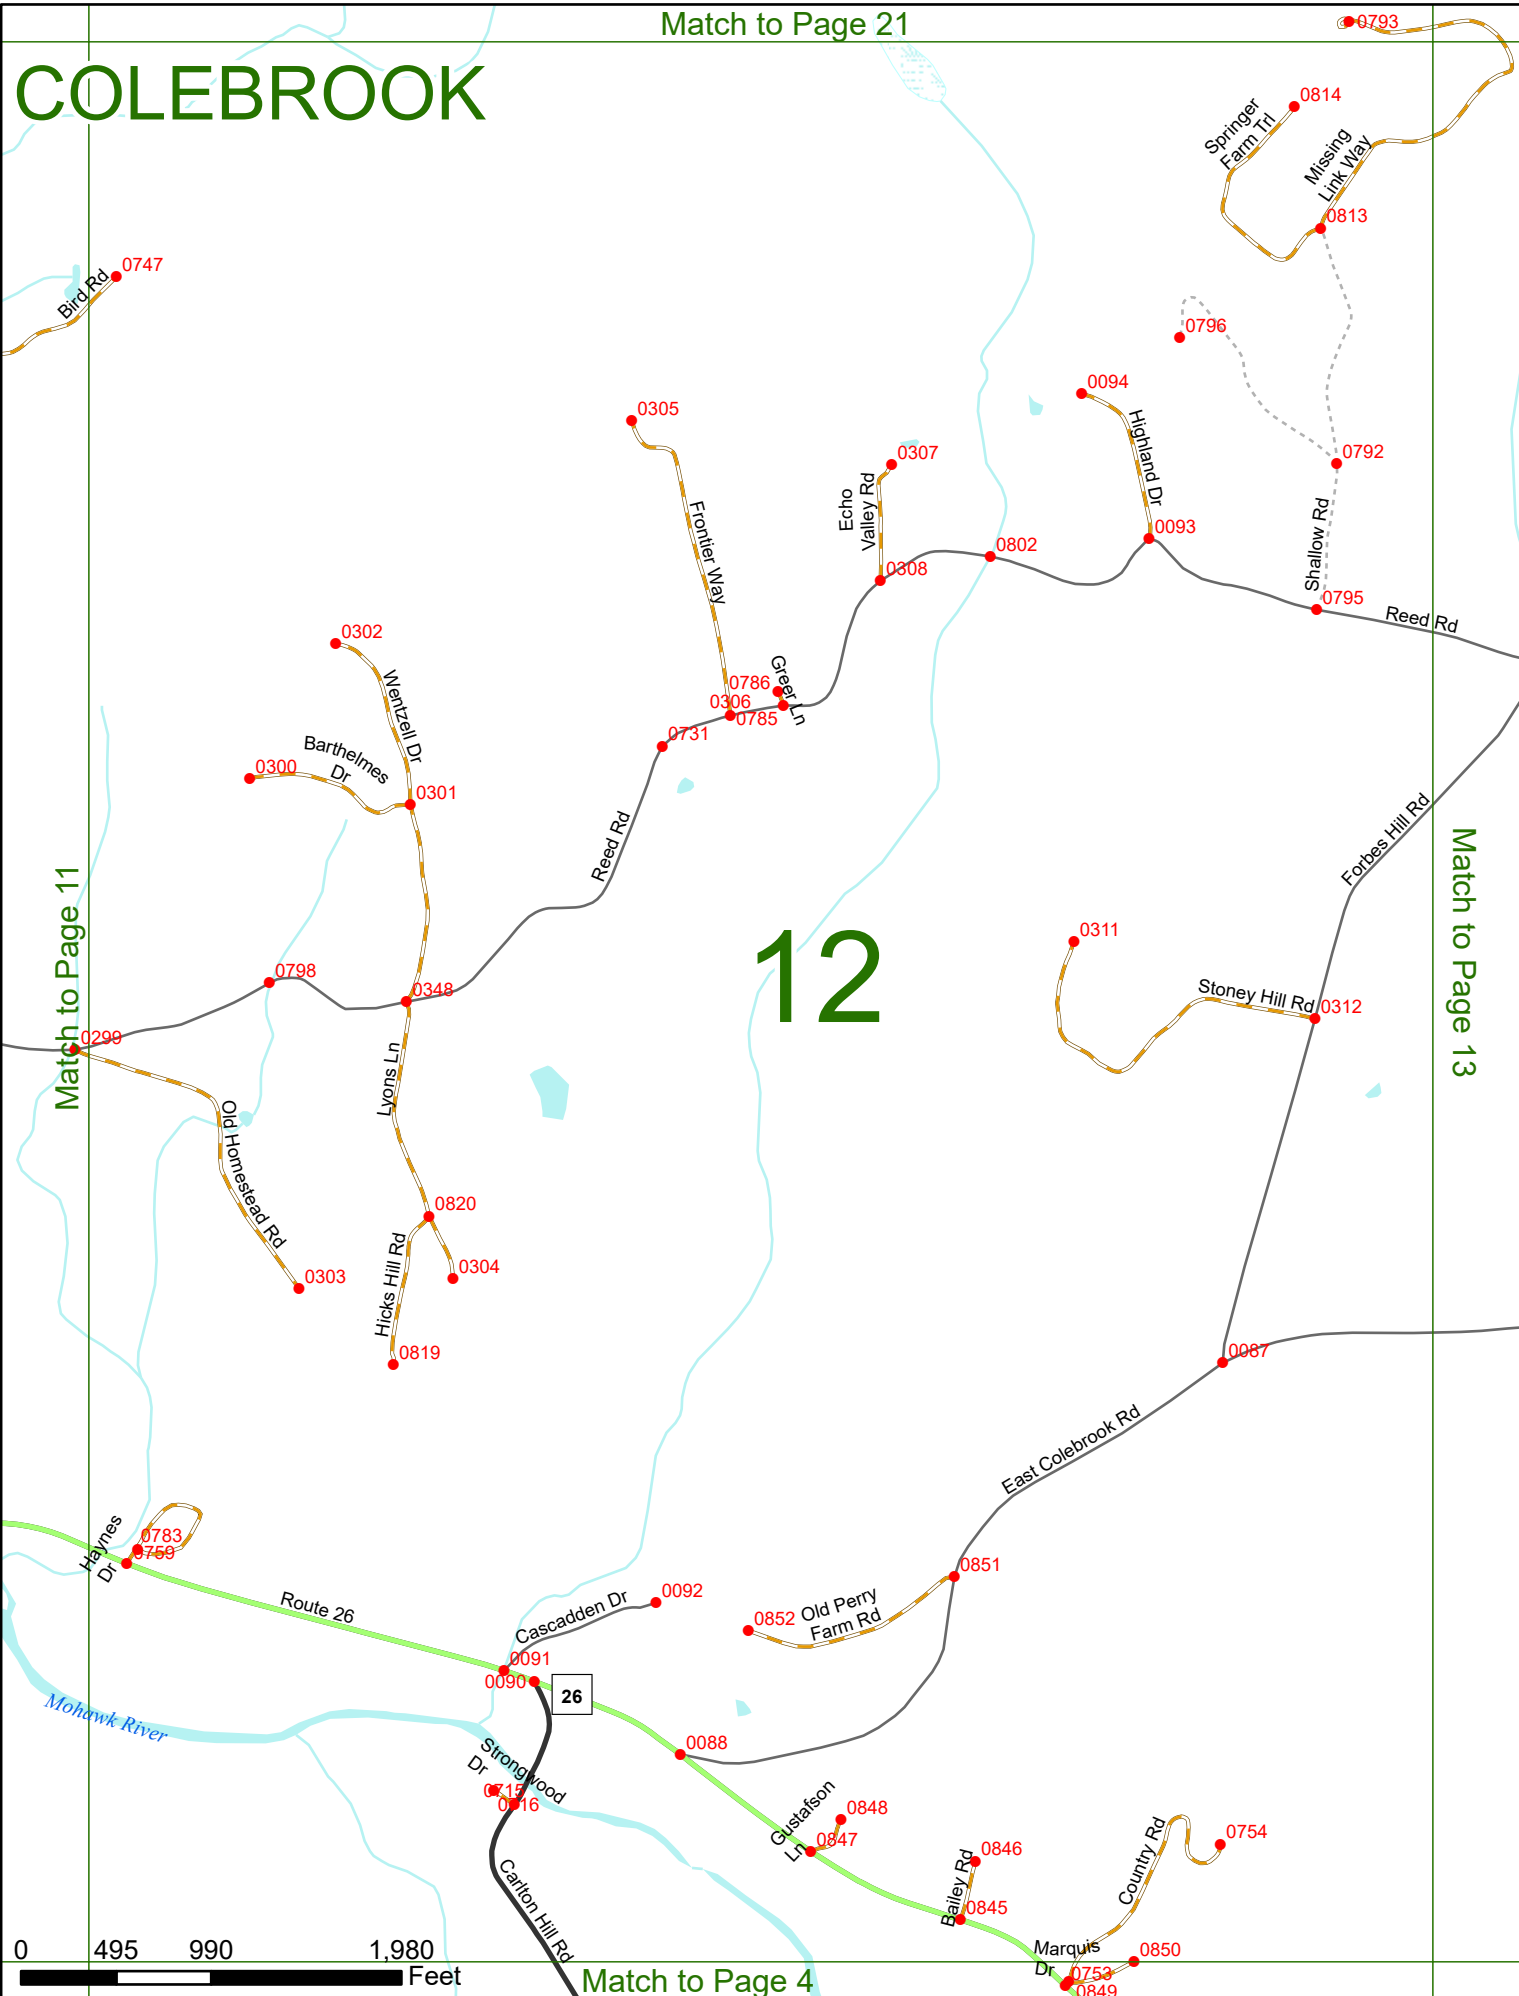 Match to Page 21
0793
COLEBROOK
0814
Springer
Farm Trl
Missing
Link Way
0813
0747
Bird Rd
0796
0094
0305
Highland Dr
0307
0792
Echo
Valley Rd
Frontier Way
0093
0802
Shallow Rd
0308
0795
Reed Rd
0302
Greer Ln
0786
Wentzell Dr
0306
0785
0731
Barthelmes
Dr
0300
0301
Reed Rd
Forbes Hill Rd
Match to Page 11
Match to Page 13
12
0311
0798
0348
Stoney Hill Rd
0312
0299
Lyons Ln
Old Homestead Rd
0820
Hicks Hill Rd
0304
0303
0819
0087
East Colebrook Rd
Haynes
Dr
0783
0759
0851
Route 26
Cascadden Dr
0092
0852
Old Perry
Farm Rd
0091
0090
26
Mohawk River
0088
Strongwood
Dr
0715
0716
Gustafson
Ln
0848
0847
Country Rd
0754
0846
Bailey Rd
0845
Carlton Hill Rd
Marquis
Dr
0850
0753
0849
0 495 990 1,980
Feet
Match to Page 4